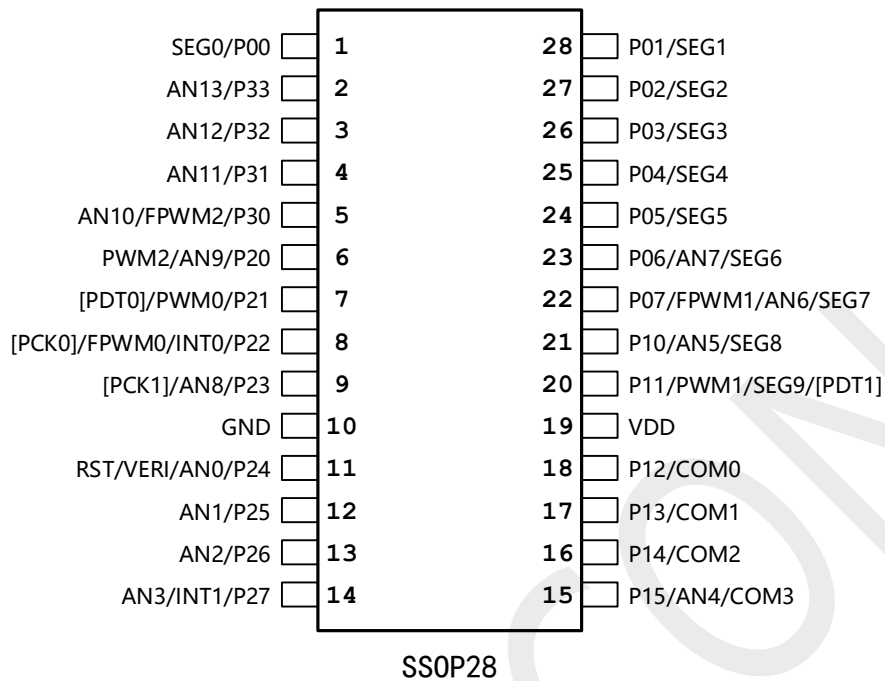 SEG0/P00 1 28 P01/SEG1
AN13/P33 2 27 P02/SEG2
AN12/P32 3 26 P03/SEG3
AN11/P31 4 25 P04/SEG4
AN10/FPWM2/P30 5 24 P05/SEG5
PWM2/AN9/P20 6 23 P06/AN7/SEG6
[PDT0]/PWM0/P21 7 22 P07/FPWM1/AN6/SEG7
[PCK0]/FPWM0/INT0/P22 8 21 P10/AN5/SEG8
[PCK1]/AN8/P23 9 20 P11/PWM1/SEG9/[PDT1]
GND 10 19 VDD
RST/VERI/AN0/P24 11 18 P12/COM0
AN1/P25 12 17 P13/COM1
AN2/P26 13 16 P14/COM2
AN3/INT1/P27 14 15 P15/AN4/COM3
SSOP28